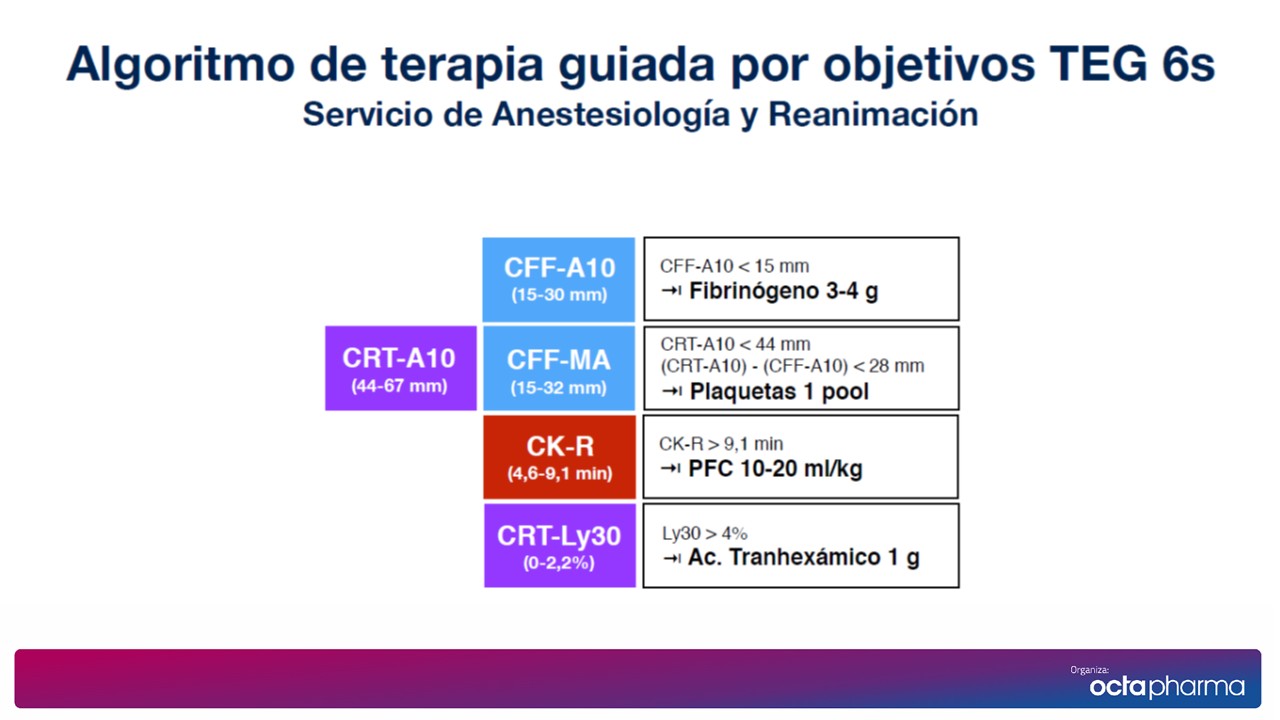 Algoritmo de terapia guiada por objetivos TEG 6s
Servicio de Anestesiología y Reanimación
CFF-A10
(15-30 mm)
CFF-A10 < 15 mm
→I Fibrinógeno 3-4 g
CRT-A10
(44-67 mm)
CFF-MA
(15-32 mm)
CRT-A10 < 44 mm
(CRT-A10) - (CFF-A10) < 28 mm
→I Plaquetas 1 pool
CK-R
(4,6-9,1 min)
CK-R > 9,1 min
→I PFC 10-20 ml/kg
CRT-Ly30
(0-2,2%)
Ly30 > 4%
→I Ac. Tranhexámico 1 g
Organiza:
octapharma